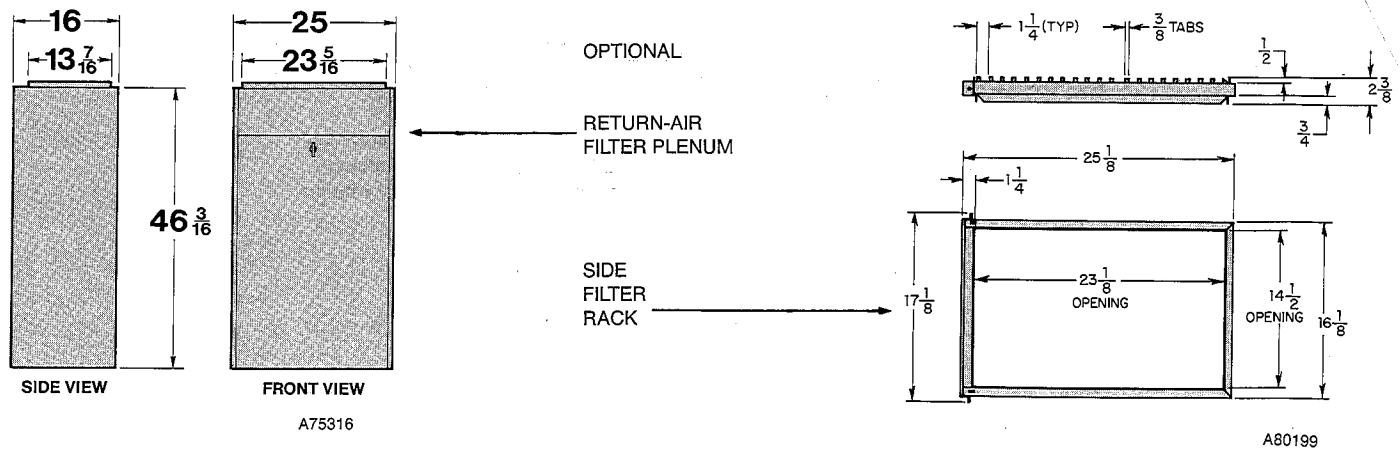 16
13 7/16
46 3/16
SIDE VIEW
25
23 5/16
FRONT VIEW
A75316
OPTIONAL
RETURN-AIR
FILTER PLENUM
SIDE
FILTER
RACK
1 1/4 (TYP)
3/8 TABS
1/2
2 3/8
3/4
25 1/8
1 1/4
17 1/8
23 1/8
OPENING
14 1/2
OPENING
16 1/8
A80199